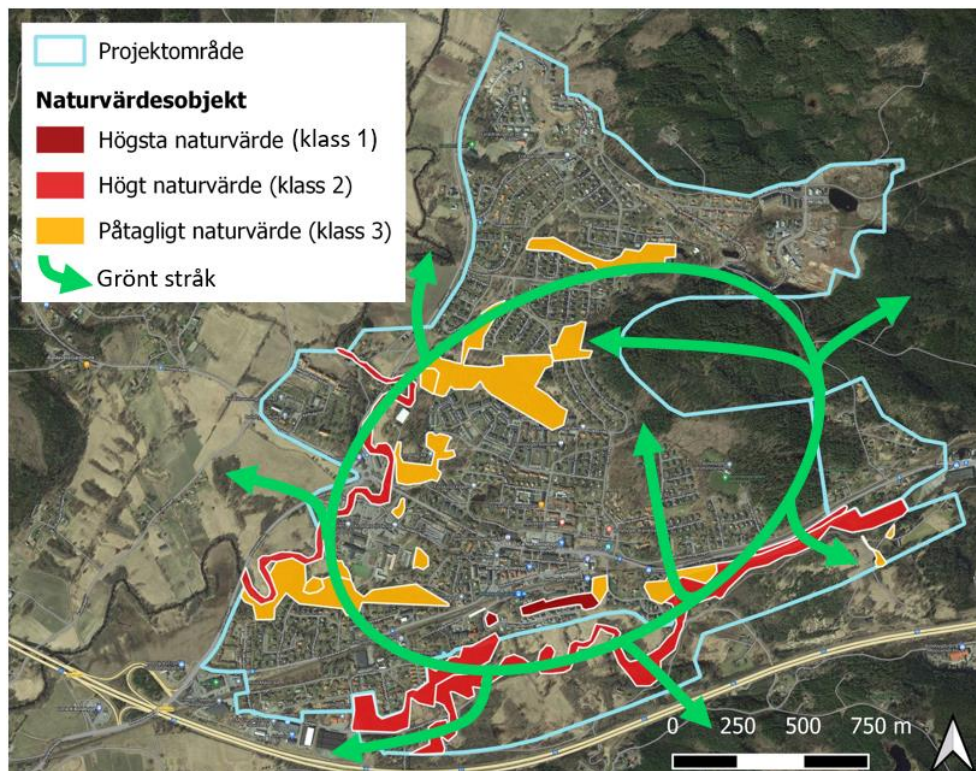 Projektområde
Naturvärdesobjekt
Högsta naturvärde (klass 1)
Högt naturvärde (klass 2)
Påtagligt naturvärde (klass 3)
Grönt stråk
0 250 500 750 m